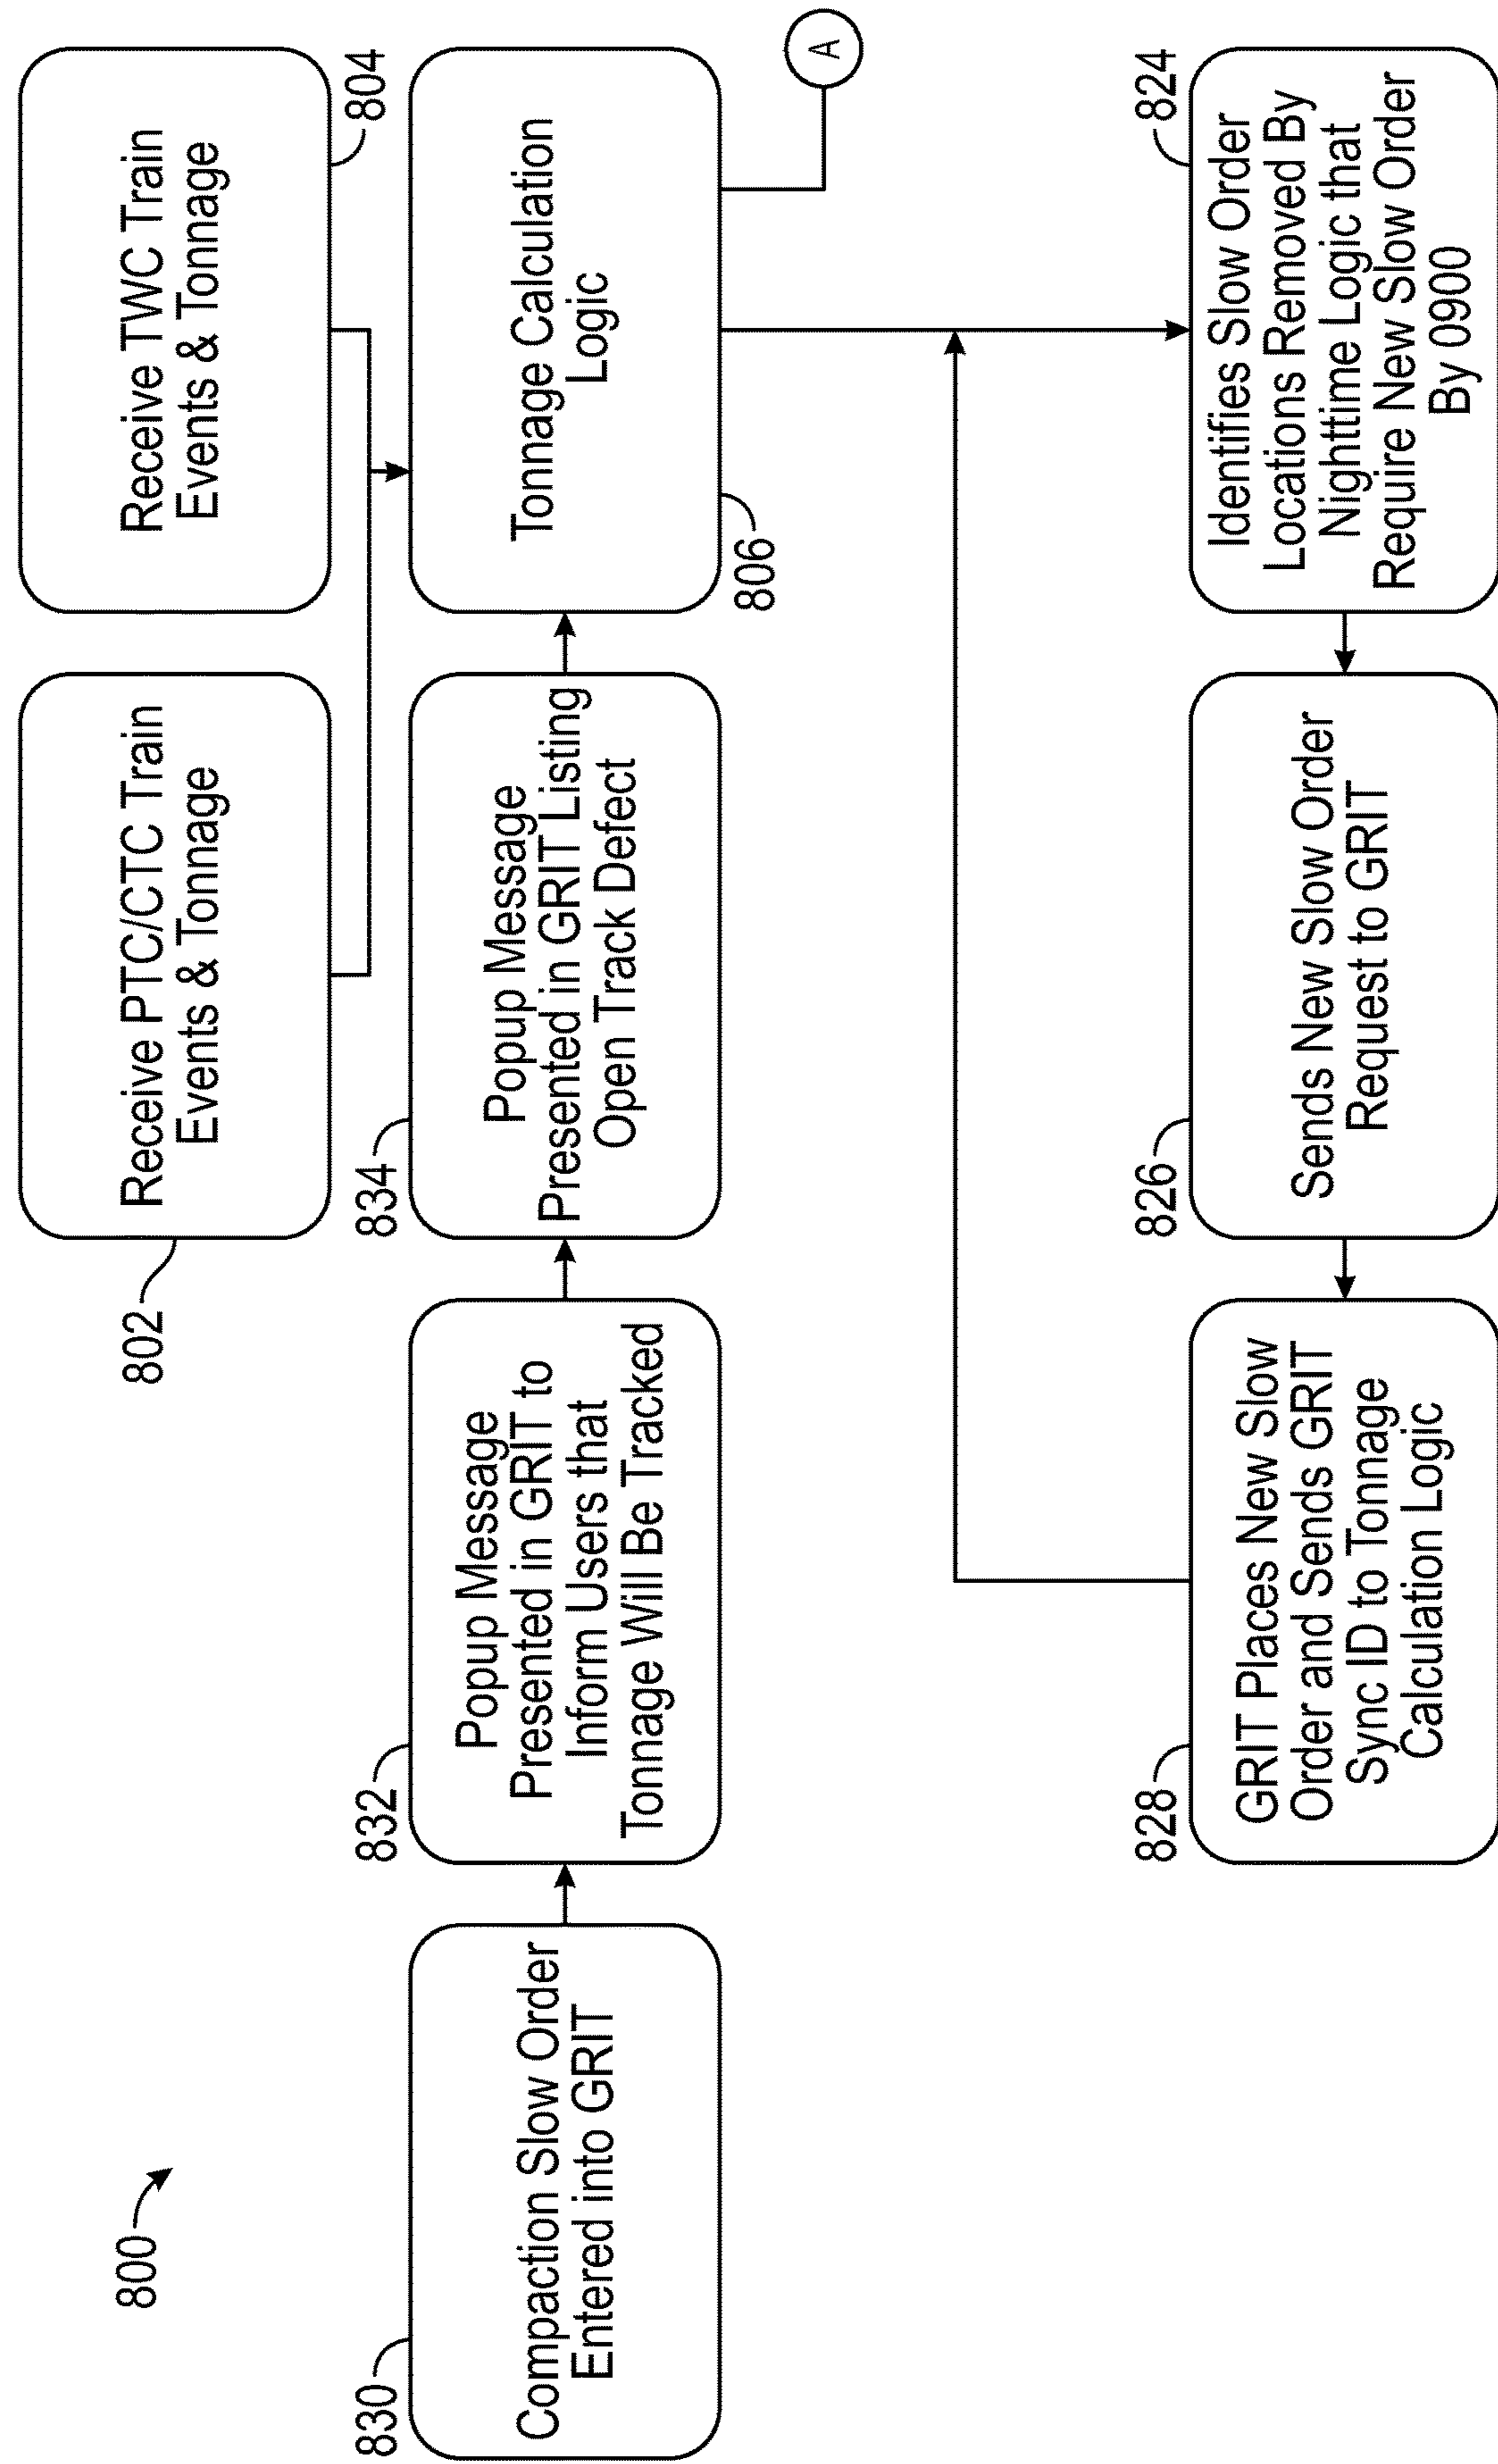 800
802
Receive PTC/CTC Train
Events & Tonnage
804
Receive TWC Train
Events & Tonnage
830
Compaction Slow Order
Entered into GRIT
832
Popup Message
Presented in GRIT to
Inform Users that
Tonnage Will Be Tracked
834
Popup Message
Presented in GRIT Listing
Open Track Defect
806
Tonnage Calculation
Logic
A
828
GRIT Places New Slow
Order and Sends GRIT
Sync ID to Tonnage
Calculation Logic
826
Sends New Slow Order
Request to GRIT
824
Identifies Slow Order
Locations Removed By
Nighttime Logic that
Require New Slow Order
By 0900